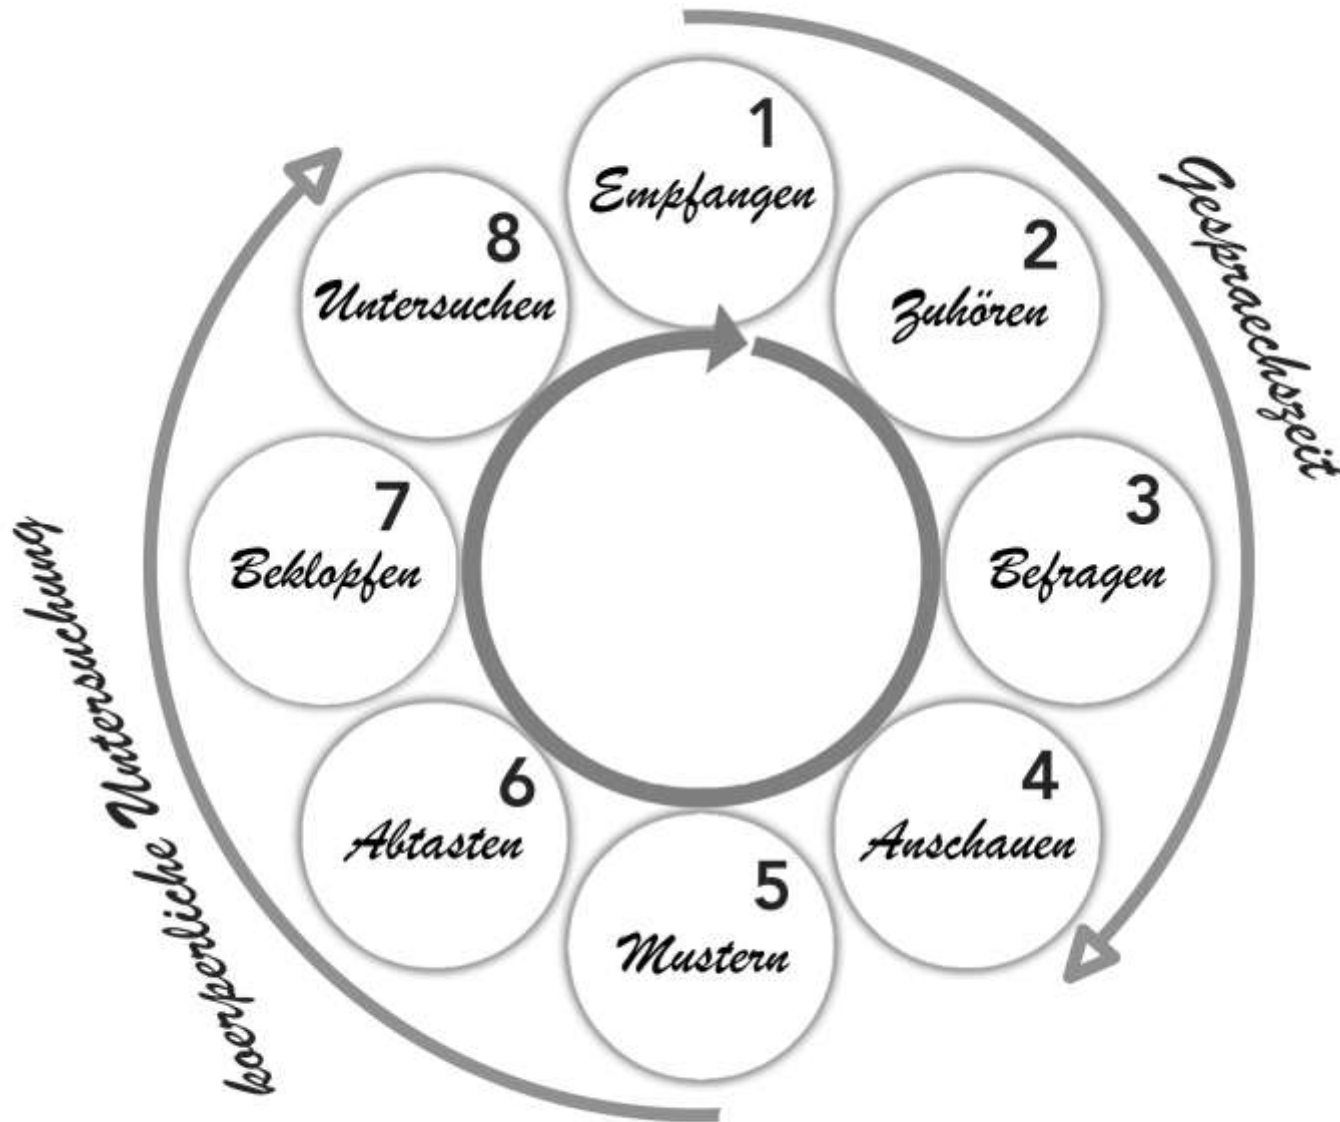 1
Empfangen
2
Zuhören
3
Befragen
4
Anschauen
5
Mustern
6
Abtasten
7
Beklopfen
8
Untersuchen
Gespraechszeit
koerperliche Untersuchung